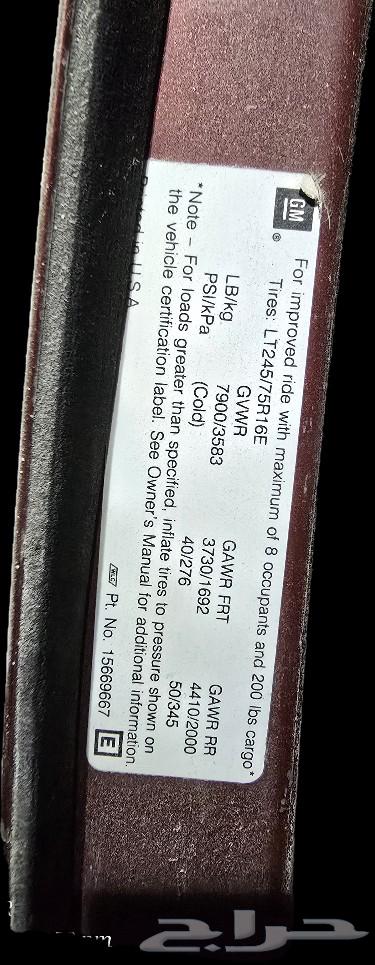 GM ®
For improved ride with maximum of 8 occupants and 200 lbs cargo*
Tires: LT245/75R16E
GVWR GAWR FRT GAWR RR
LB/kg 7900/3583 3730/1692 4410/2000
PSI/kPa (Cold) 40/276 50/345
*Note – For loads greater than specified, inflate tires to pressure shown on
the vehicle certification label. See Owner's Manual for additional information.
Printed in U.S.A.
Pt. No. 15669667 E
حراج